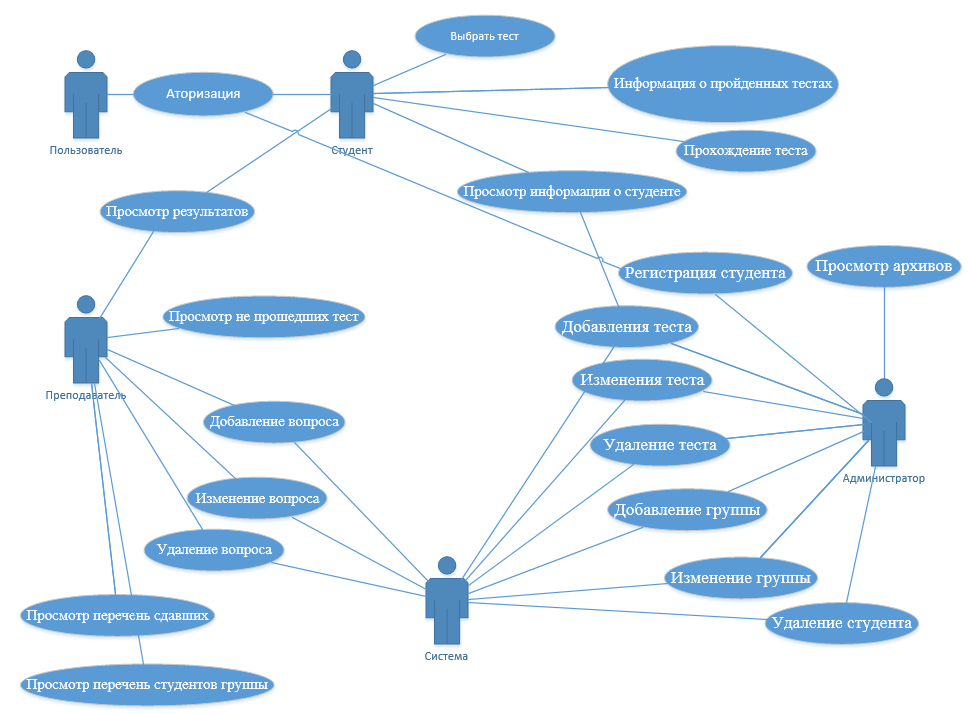 Выбрать тест
Информация о пройденных тестах
Аторизация
Пользователь
Студент
Прохождение теста
Просмотр информации о студенте
Просмотр результатов
Регистрация студента
Просмотр архивов
Просмотр не прошедших тест
Добавления теста
Изменения теста
Преподаватель
Добавление вопроса
Удаление теста
Администратор
Изменение вопроса
Добавление группы
Удаление вопроса
Изменение группы
Просмотр перечень сдавших
Удаление студента
Система
Просмотр перечень студентов группы